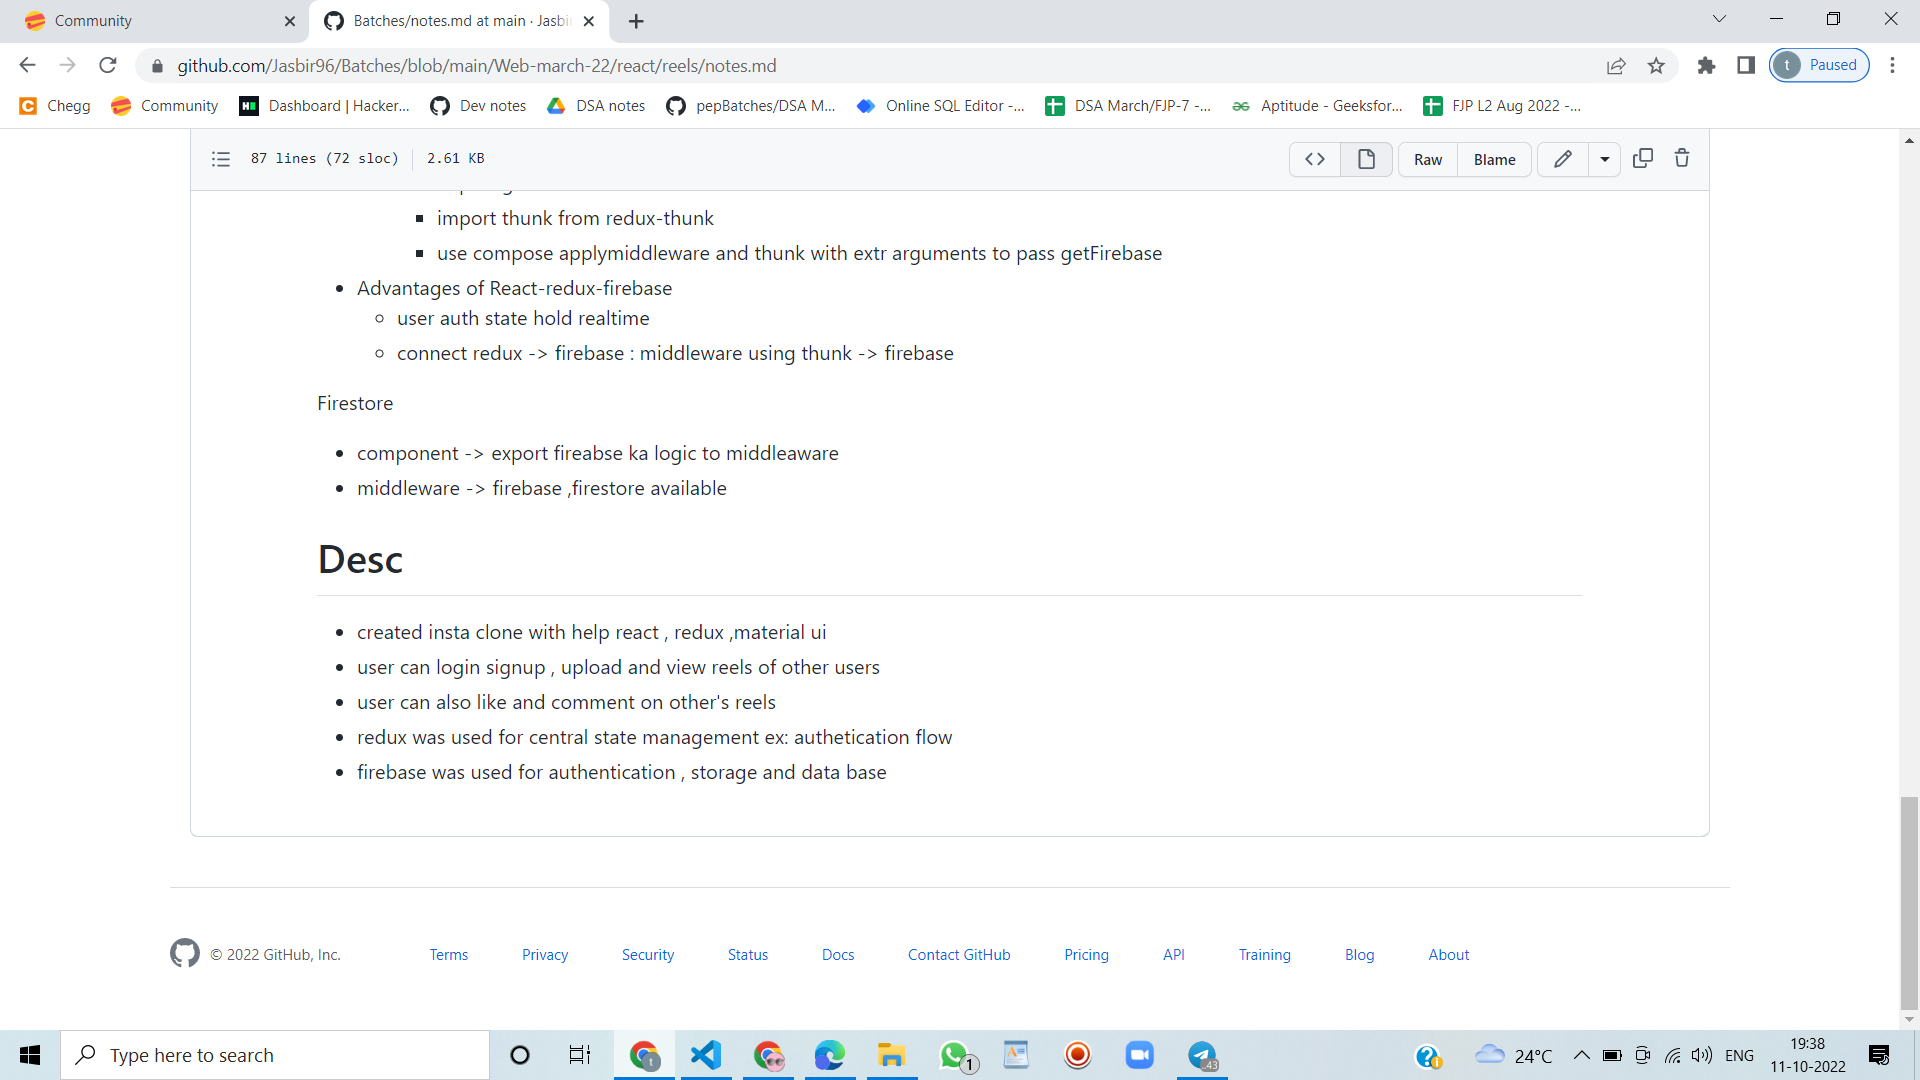 Community
Batches/notes.md at main · Jasbi
github.com/Jasbir96/Batches/blob/main/Web-march-22/react/reels/notes.md
t
Paused
Chegg
Community
Dashboard | Hacker...
Dev notes
DSA notes
pepBatches/DSA M...
Online SQL Editor -...
DSA March/FJP-7 -...
Aptitude - Geeksfor...
FJP L2 Aug 2022 -...
87 lines (72 sloc)
2.61 KB
Raw
Blame
import thunk from redux-thunk
use compose applymiddleware and thunk with extr arguments to pass getFirebase
Advantages of React-redux-firebase
user auth state hold realtime
connect redux -> firebase : middleware using thunk -> firebase
Firestore
component -> export fireabse ka logic to middleaware
middleware -> firebase ,firestore available
Desc
created insta clone with help react , redux ,material ui
user can login signup , upload and view reels of other users
user can also like and comment on other's reels
redux was used for central state management ex: authetication flow
firebase was used for authentication , storage and data base
© 2022 GitHub, Inc.
Terms
Privacy
Security
Status
Docs
Contact GitHub
Pricing
API
Training
Blog
About
Type here to search
t
1
..43
24°C
ENG
19:38
11-10-2022